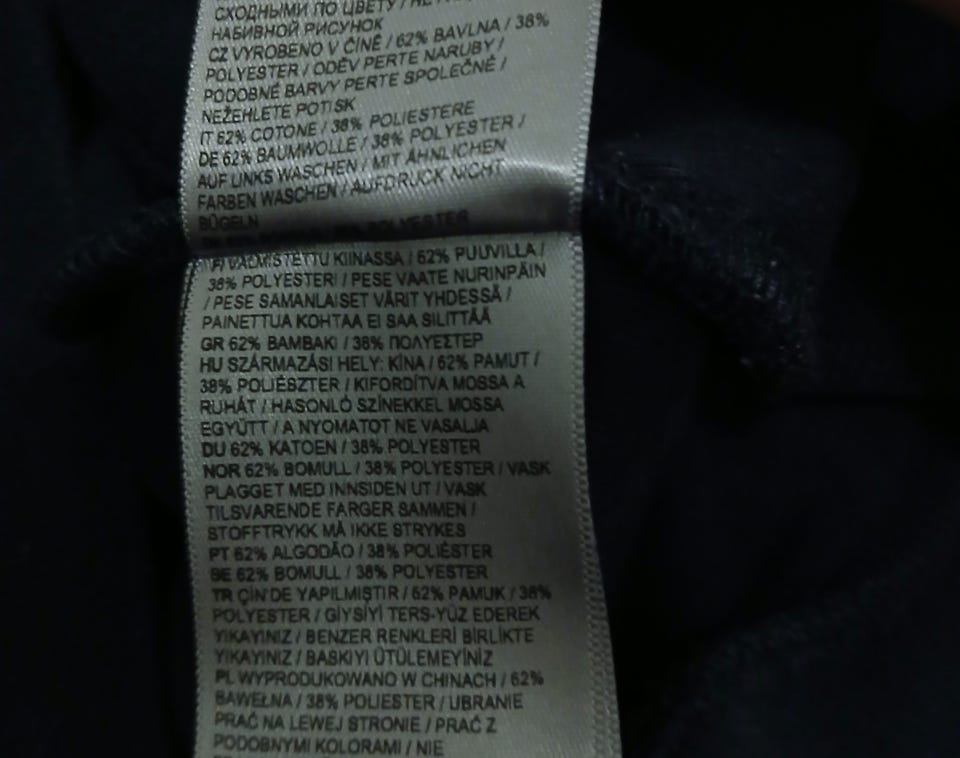 СХОДНЫМИ ПО ЦВЕТУ /
НАБИВНОЙ РИСУНОК
CZ VYROBENO V ČÍNĚ / 62% BAVLNA / 38%
POLYESTER / ODĚV PERTE NARUBY /
PODOBNÉ BARVY PERTE SPOLEČNĚ /
NEŽEHLETE POTISK
IT 62% COTONE / 38% POLIESTERE
DE 62% BAUMWOLLE / 38% POLYESTER /
AUF LINKS WASCHEN / MIT ÄHNLICHEN
FARBEN WASCHEN / AUFDRUCK NICHT
BÜGELN
POLYESTER
FI VALMISTETTU KIINASSA / 62% PUUVILLA /
38% POLYESTERI / PESE VAATE NURINPÄIN
/ PESE SAMANLAISET VÄRIT YHDESSÄ /
PAINETTUA KOHTAA EI SAA SILITTÄÄ
GR 62% ΒΑΜΒΑΚΙ / 38% ΠΟΛΥΕΣΤΕΡ
HU SZÁRMAZÁSI HELY: KÍNA / 62% PAMUT /
38% POLIÉSZTER / KIFORDÍTVA MOSSA A
RUHÁT / HASONLÓ SZÍNEKKEL MOSSA
EGYÜTT / A NYOMATOT NE VASALJA
DU 62% KATOEN / 38% POLYESTER
NOR 62% BOMULL / 38% POLYESTER / VASK
PLAGGET MED INNSIDEN UT / VASK
TILSVARENDE FARGER SAMMEN /
STOFFTRYKK MÅ IKKE STRYKES
PT 62% ALGODÃO / 38% POLIÉSTER
SE 62% BOMULL / 38% POLYESTER
TR ÇİN'DE YAPILMISTIR / 62% PAMUK / 38%
POLYESTER / GİYSİYİ TERS-YÜZ EDEREK
YIKAYINIZ / BENZER RENKLERİ BİRLİKTE
YIKAYINIZ / BASKIYI ÜTÜLEMEYİNİZ
PL WYPRODUKOWANO W CHINACH / 62%
BAWEŁNA / 38% POLIESTER / UBRANIE
PRAĆ NA LEWEJ STRONIE / PRAĆ Z
PODOBNYMI KOLORAMI / NIE